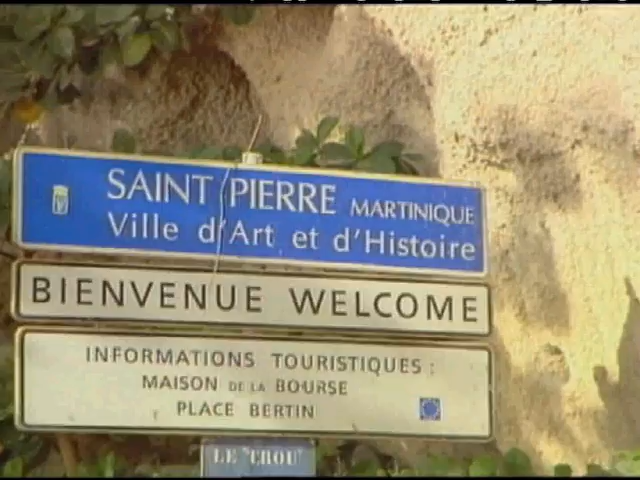 SAINT PIERRE MARTINIQUE
Ville d'Art et d'Histoire
BIENVENUE WELCOME
INFORMATIONS TOURISTIQUES :
MAISON DE LA BOURSE
PLACE BERTIN
LE "TROU"